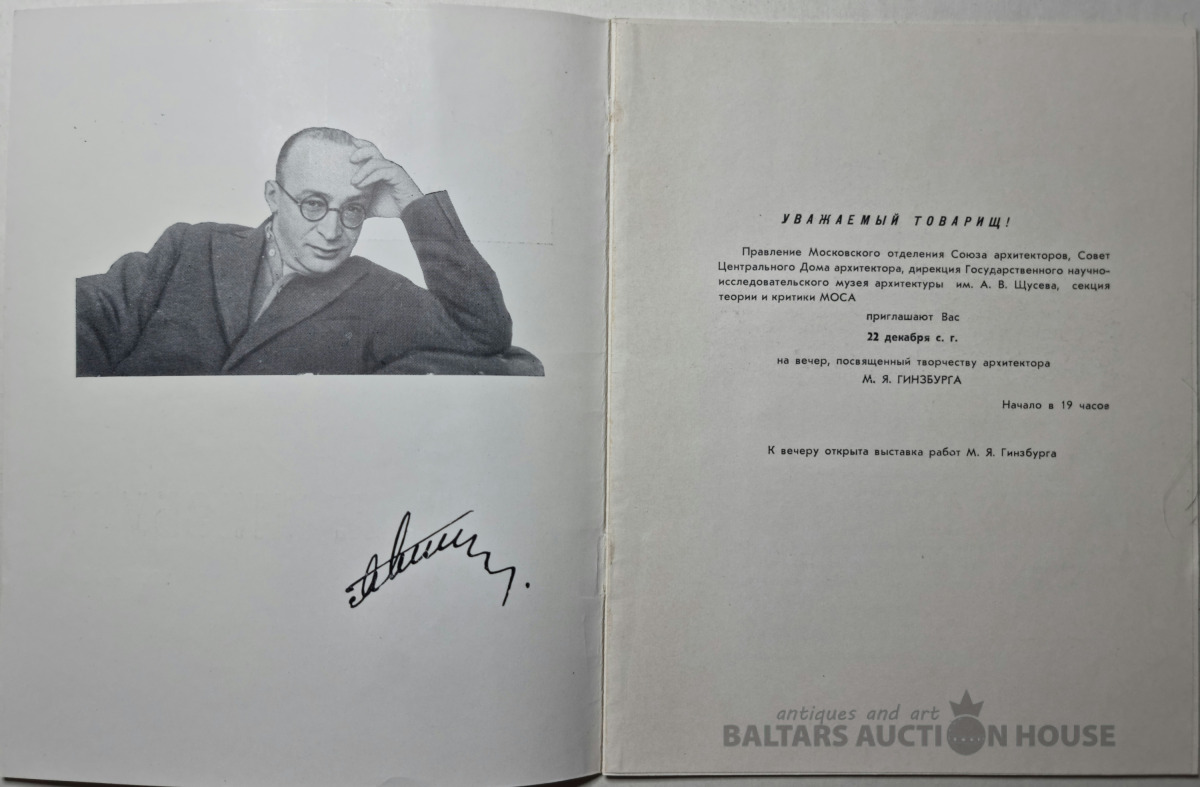 УВАЖАЕМЫЙ ТОВАРИЩ!
Правление Московского отделения Союза архитекторов, Совет
Центрального Дома архитектора, дирекция Государственного научно-
исследовательского музея архитектуры им. А. В. Щусева, секция
теории и критики МОСА
приглашают Вас
22 декабря с. г.
на вечер, посвященный творчеству архитектора
М. Я. ГИНЗБУРГА
Начало в 19 часов
К вечеру открыта выставка работ М. Я. Гинзбурга
antiques and art
BALTARS AUCTION HOUSE